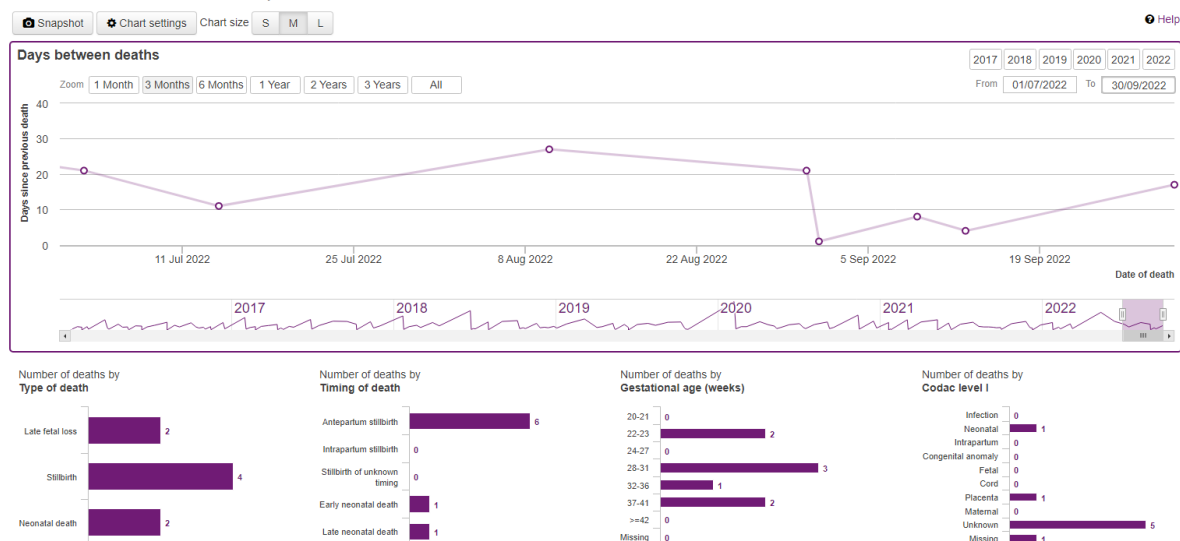 Snapshot Chart settings Chart size S M L Help
Days between deaths
2017 2018 2019 2020 2021 2022
Zoom 1 Month 3 Months 6 Months 1 Year 2 Years 3 Years All From 01/07/2022 To 30/09/2022
Days since previous death
40
30
20
10
0
11 Jul 2022 25 Jul 2022 8 Aug 2022 22 Aug 2022 5 Sep 2022 19 Sep 2022
Date of death
2017 2018 2019 2020 2021 2022
Number of deaths by
Type of death
Late fetal loss 2
Stillbirth 4
Neonatal death 2
Number of deaths by
Timing of death
Antepartum stillbirth 6
Intrapartum stillbirth 0
Stillbirth of unknown
timing 0
Early neonatal death 1
Late neonatal death 1
Number of deaths by
Gestational age (weeks)
20-21 0
22-23 2
24-27 0
28-31 3
32-36 1
37-41 2
>=42 0
Missing 0
Number of deaths by
Codac level I
Infection 0
Neonatal 1
Intrapartum 0
Congenital anomaly 0
Fetal 0
Cord 0
Placenta 1
Maternal 0
Unknown 5
Missing 1